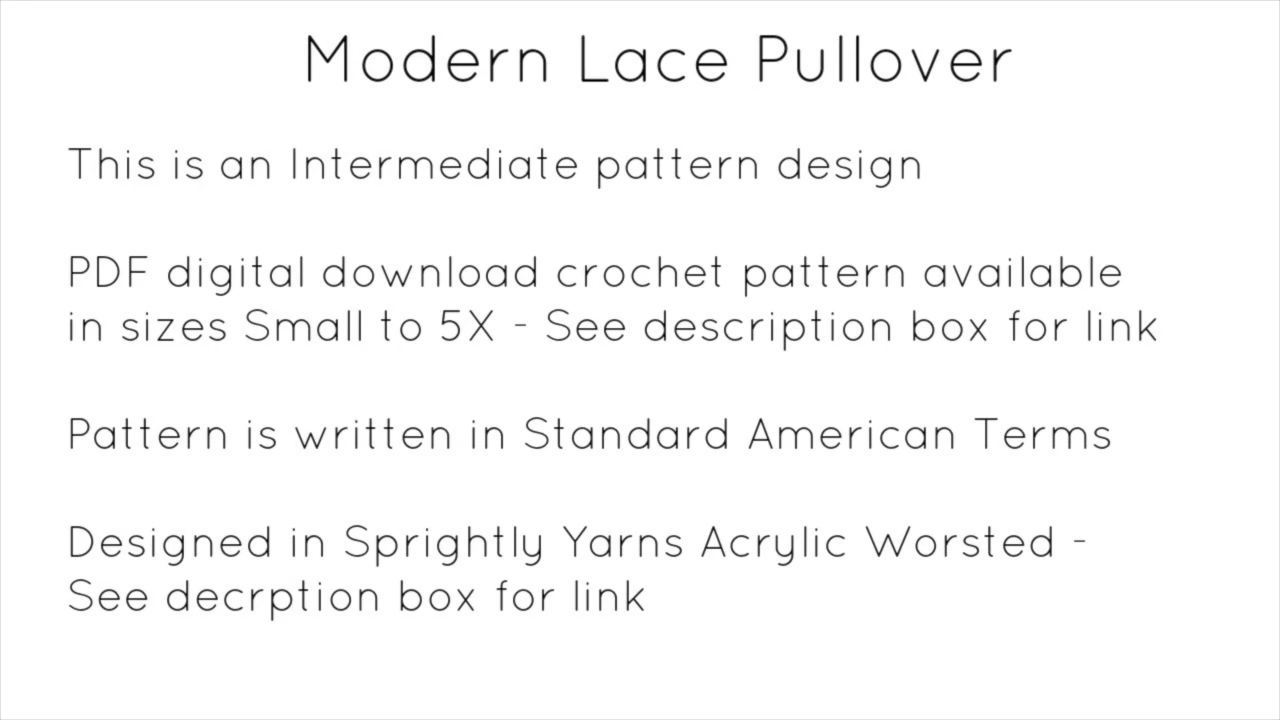 Modern Lace Pullover
This is an Intermediate pattern design
PDF digital download crochet pattern available
in sizes Small to 5X - See description box for link
Pattern is written in Standard American Terms
Designed in Sprightly Yarns Acrylic Worsted -
See decrption box for link